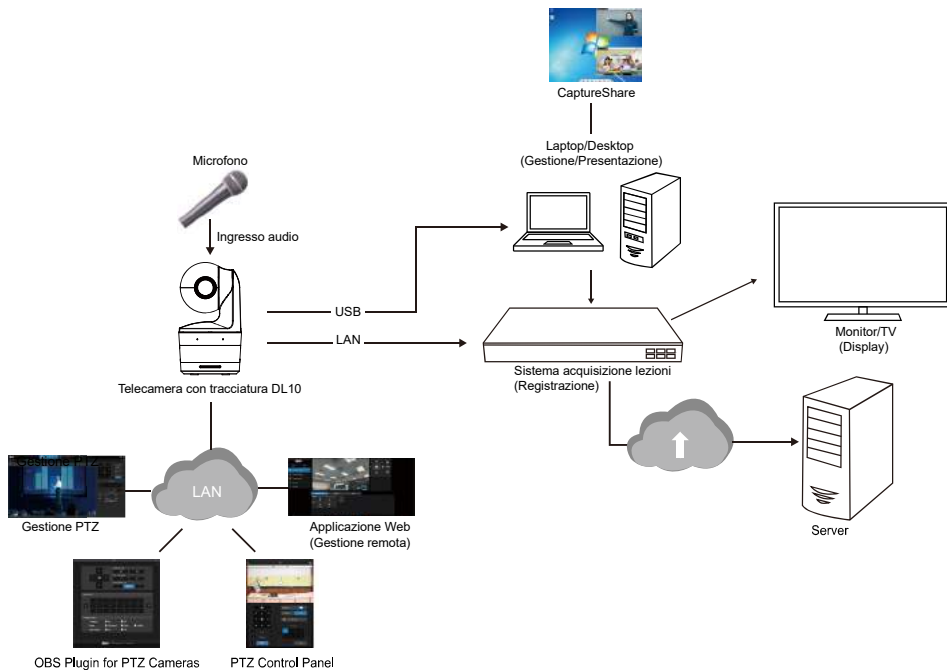 CaptureShare
Laptop/Desktop
(Gestione/Presentazione)
Microfono
Ingresso audio
USB
LAN
Telecamera con tracciatura DL10
Sistema acquisizione lezioni
(Registrazione)
Monitor/TV
(Display)
Gestione PTZ
LAN
Gestione PTZ
Applicazione Web
(Gestione remota)
Server
OBS Plugin for PTZ Cameras
PTZ Control Panel